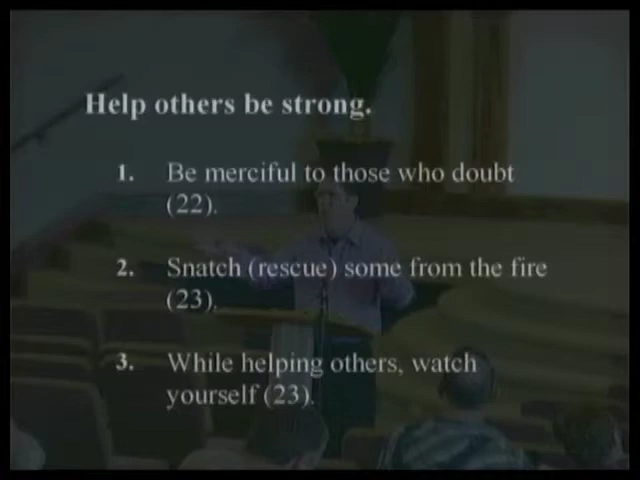 Help others be strong.
1. Be merciful to those who doubt
(22).
2. Snatch (rescue) some from the fire
(23).
3. While helping others, watch
yourself (23).